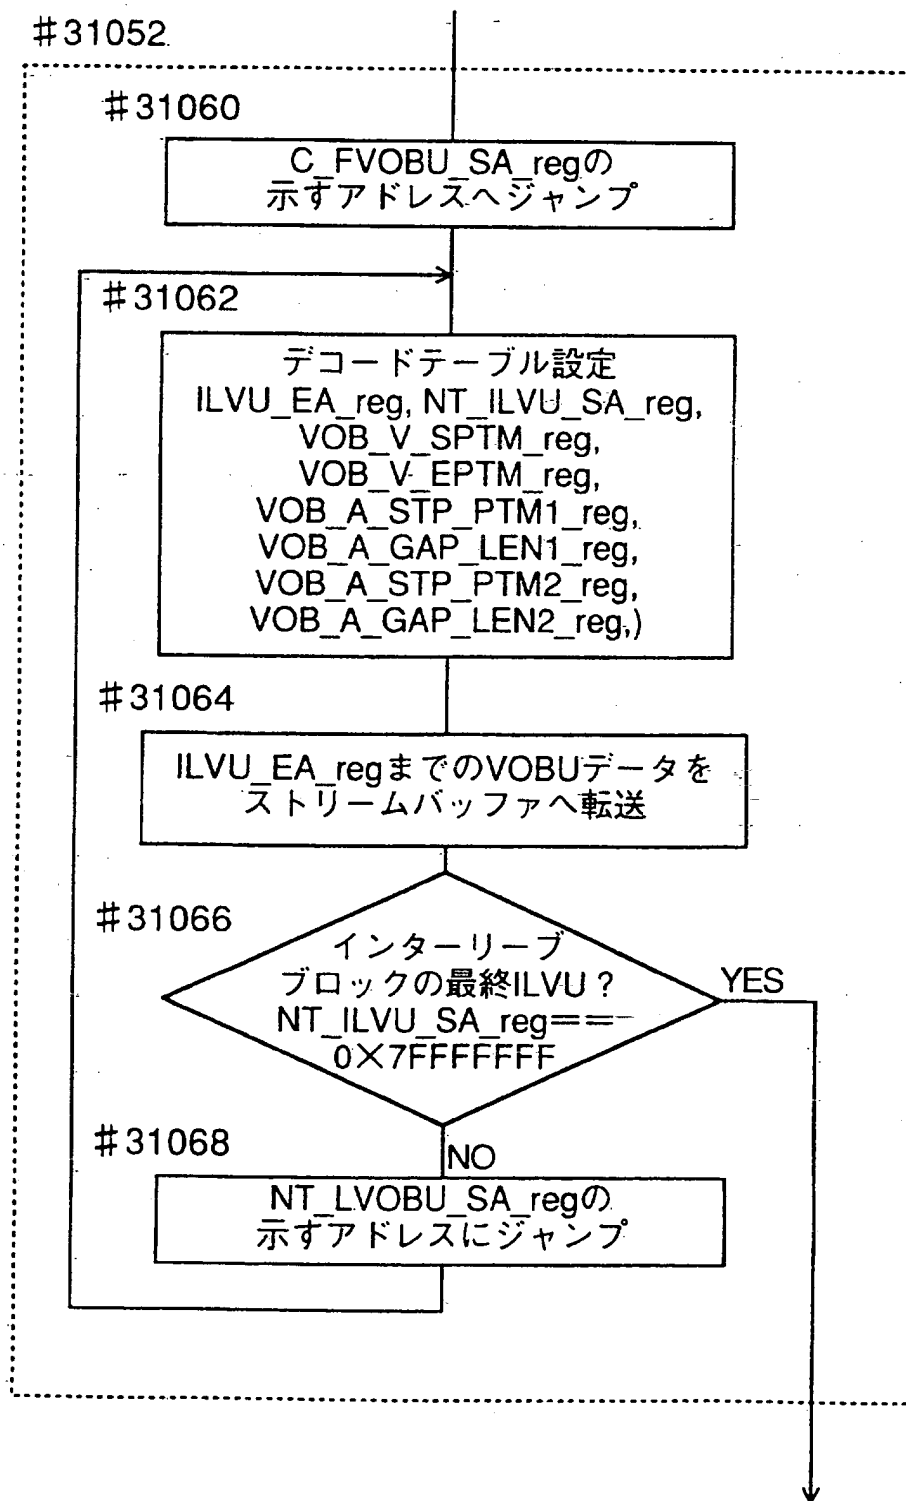 #31052
#31060
C_FVOBU_SA_regの
示すアドレスへジャンプ
#31062
デコードテーブル設定
ILVU_EA_reg, NT_ILVU_SA_reg,
VOB_V_SPTM_reg,
VOB_V_EPTM_reg,
VOB_A_STP_PTM1_reg,
VOB_A_GAP_LEN1_reg,
VOB_A_STP_PTM2_reg,
VOB_A_GAP_LEN2_reg,)
#31064
ILVU_EA_regまでのVOBUデータを
ストリームバッファへ転送
#31066
インターリーブ
ブロックの最終ILVU？
NT_ILVU_SA_reg==
0×7FFFFFFF
YES
#31068
NO
NT_LVOBU_SA_regの
示すアドレスにジャンプ